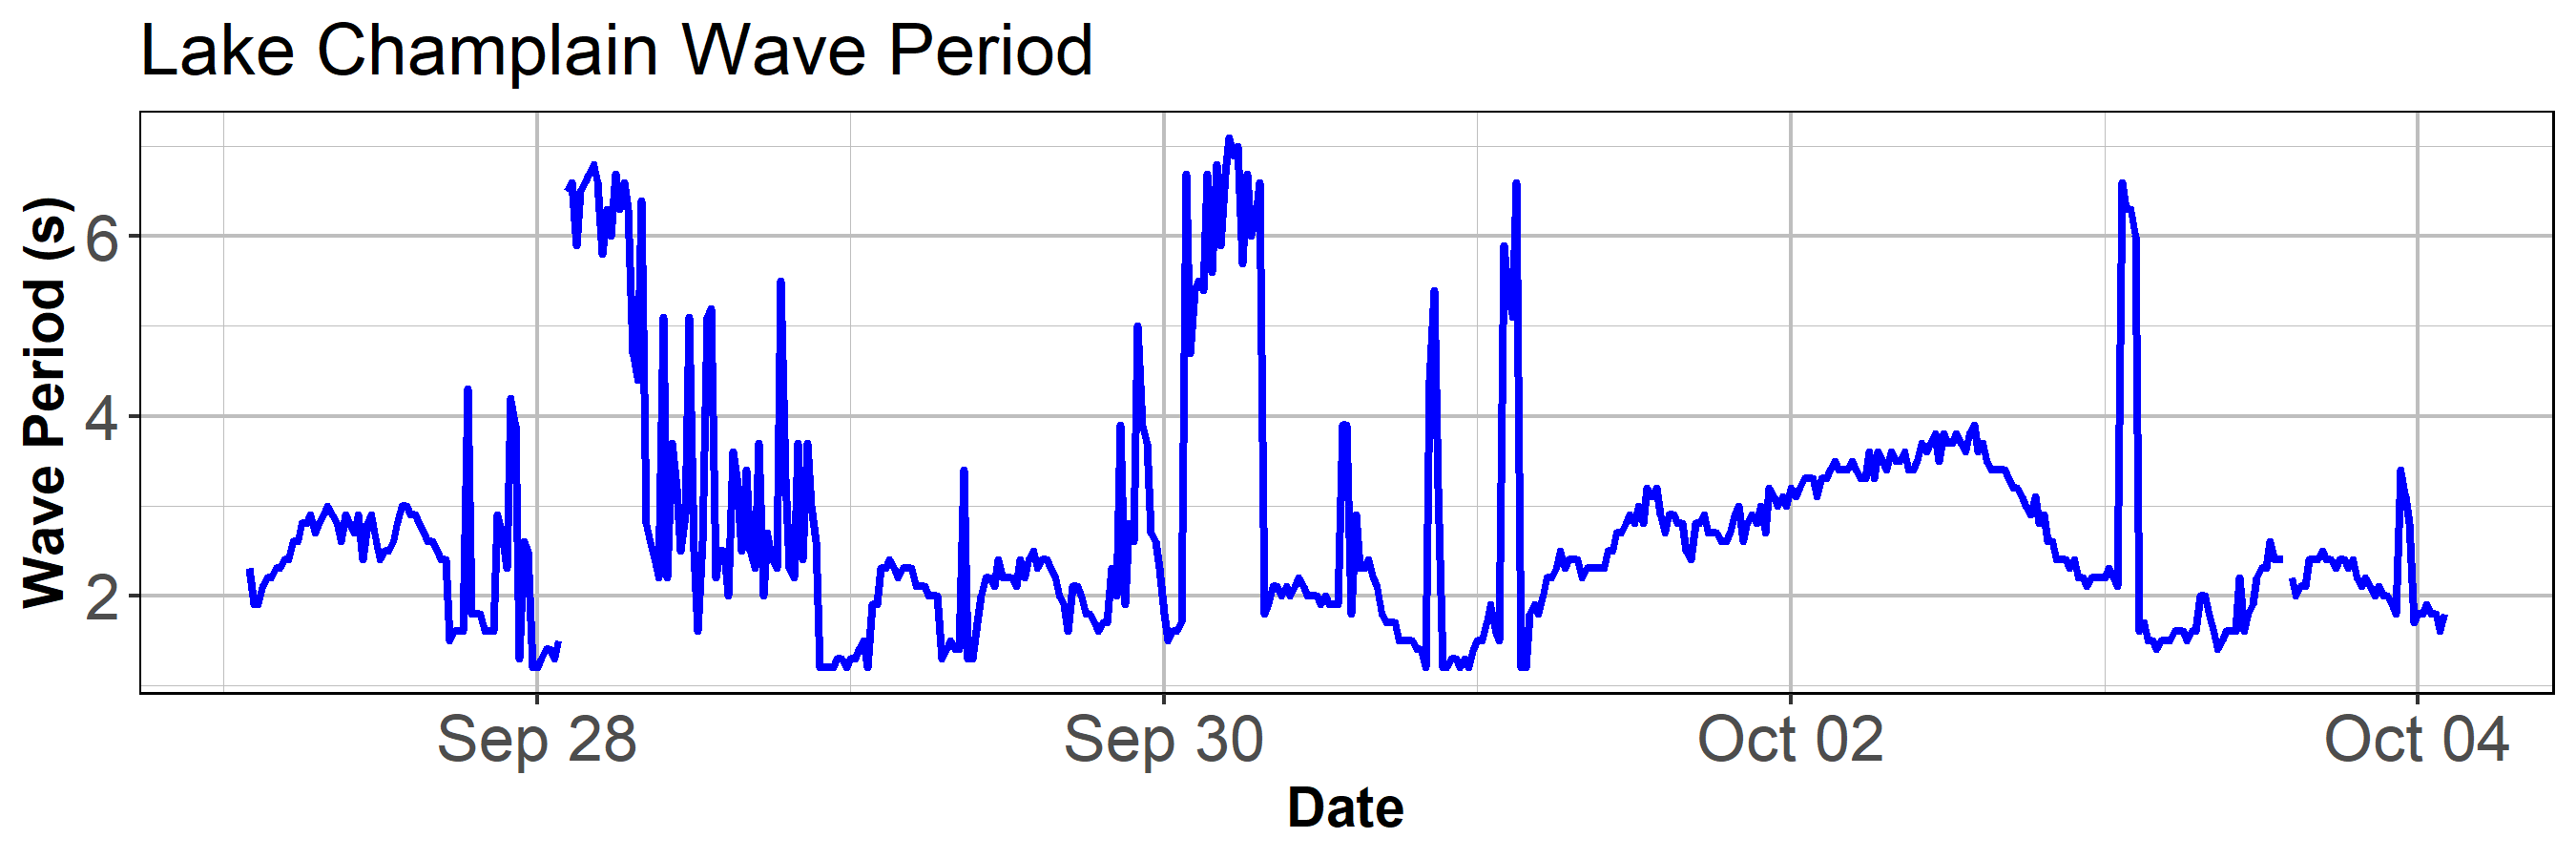 Lake Champlain Wave Period
Wave Period (s)
6
4
2
Sep 28 Sep 30 Oct 02 Oct 04
Date